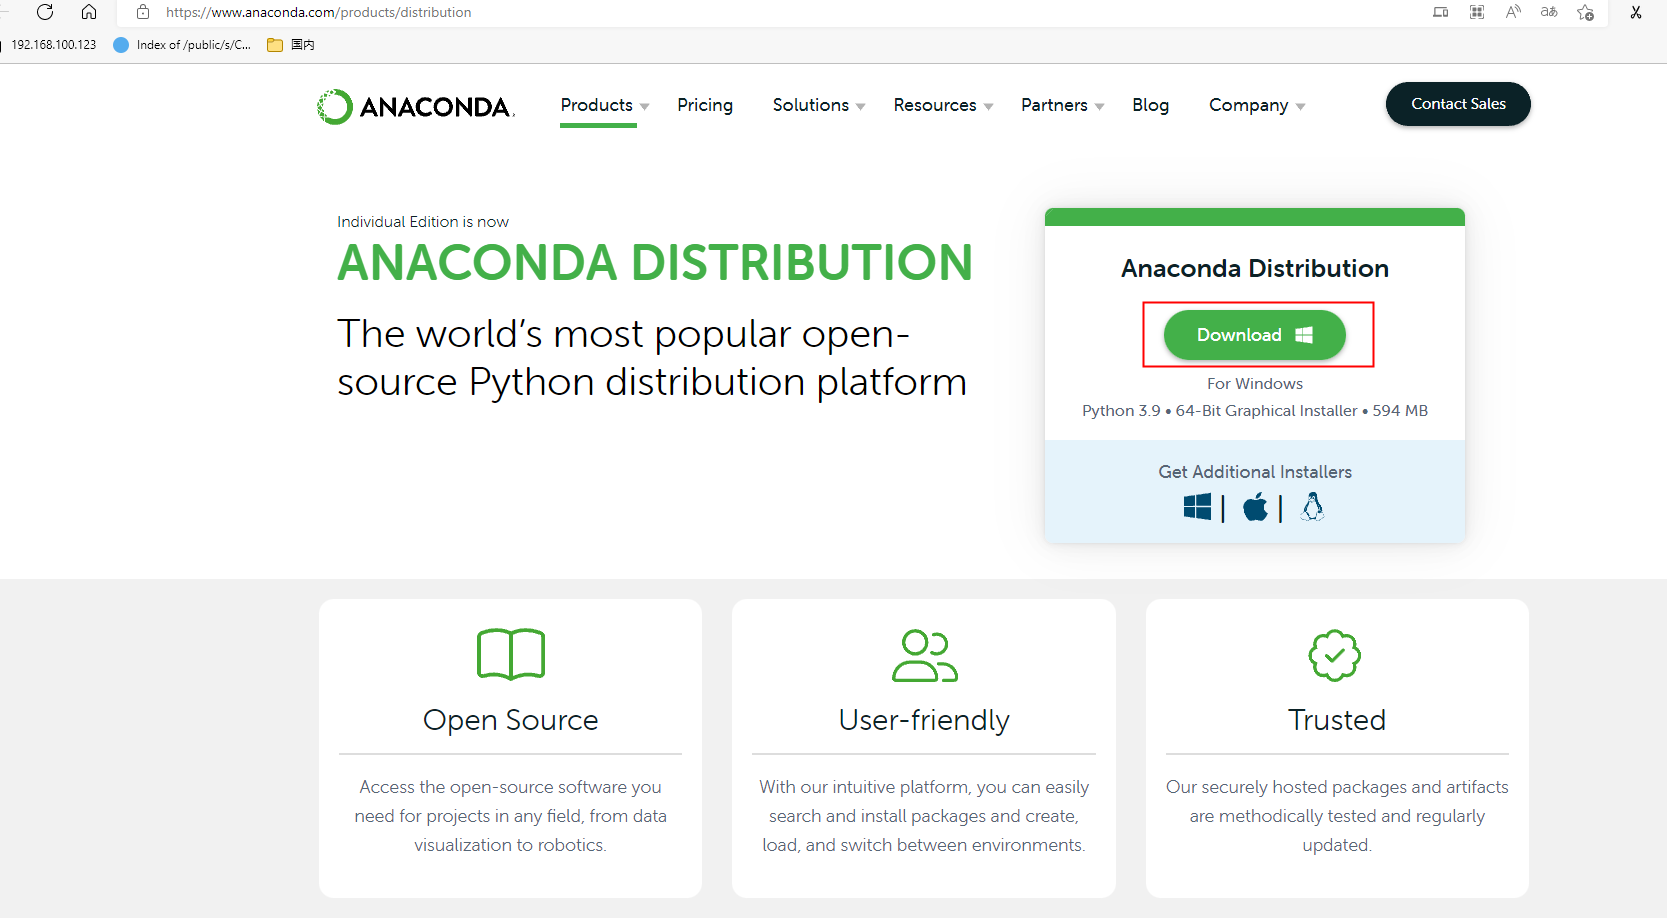 https://www.anaconda.com/products/distribution
192.168.100.123 Index of /public/s/C... 国内
ANACONDA.
Products Pricing Solutions Resources Partners Blog Company Contact Sales
Individual Edition is now
ANACONDA DISTRIBUTION
The world’s most popular open-
source Python distribution platform
Anaconda Distribution
Download
For Windows
Python 3.9 • 64-Bit Graphical Installer • 594 MB
Get Additional Installers
Open Source
Access the open-source software you
need for projects in any field, from data
visualization to robotics.
User-friendly
With our intuitive platform, you can easily
search and install packages and create,
load, and switch between environments.
Trusted
Our securely hosted packages and artifacts
are methodically tested and regularly
updated.